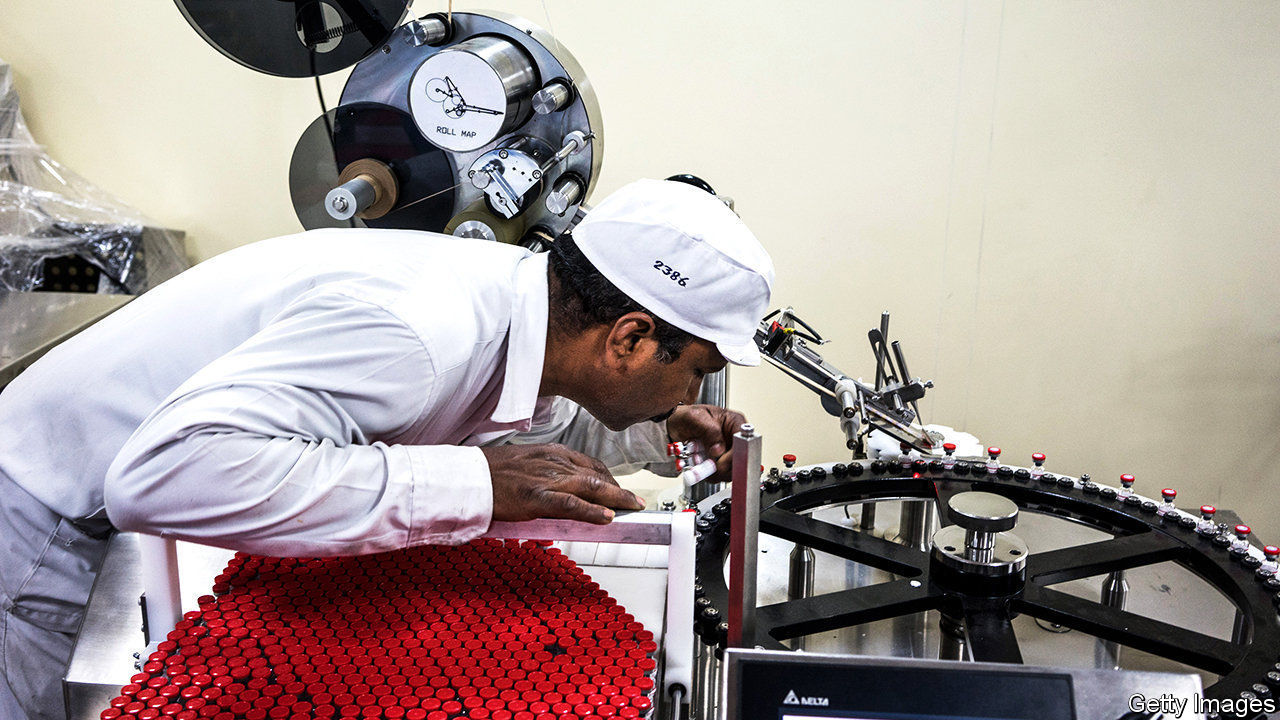 ROLL MAP
2386
DELTA
Getty Images